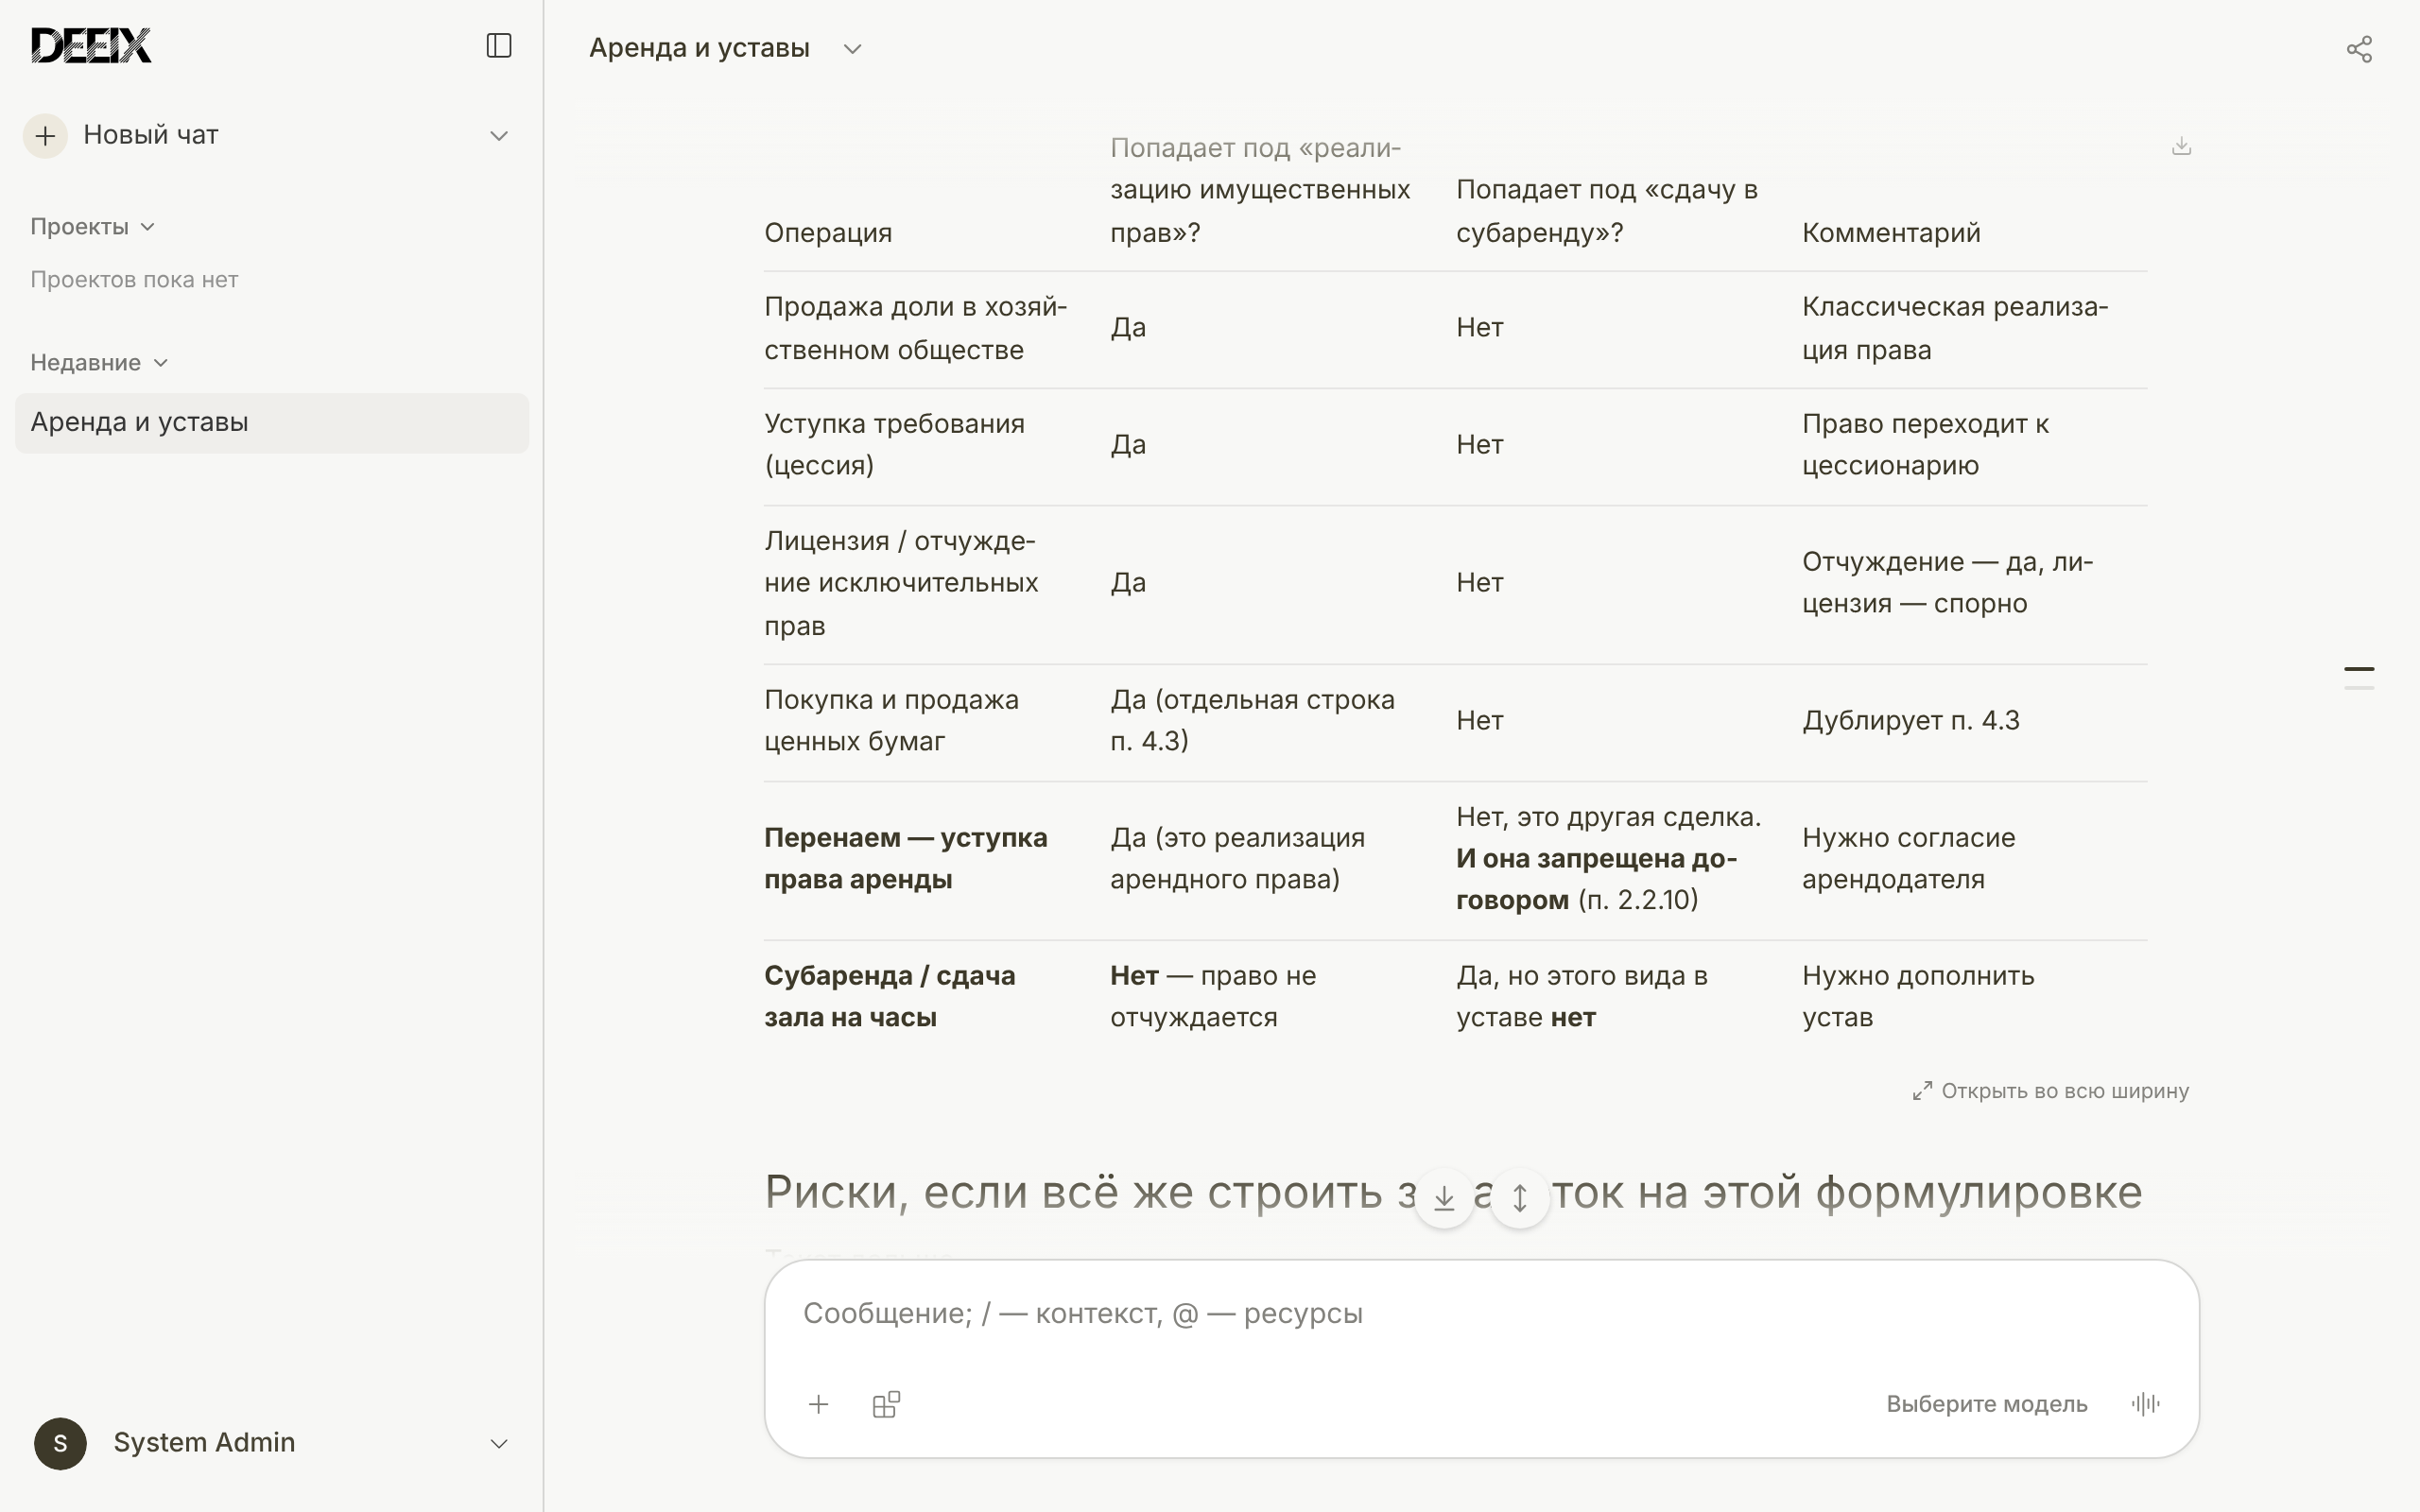 DEEIX
Аренда и уставы
Новый чат
Проекты
Проектов пока нет
Недавние
Аренда и уставы
Операция
Попадает под «реали-
зацию имущественных
прав»?
Попадает под «сдачу в
субаренду»?
Комментарий
Продажа доли в хозяй-
ственном обществе
Да
Нет
Классическая реализа-
ция права
Уступка требования
(цессия)
Да
Нет
Право переходит к
цессионарию
Лицензия / отчужде-
ние исключительных
прав
Да
Нет
Отчуждение — да, ли-
цензия — спорно
Покупка и продажа
ценных бумаг
Да (отдельная строка
п. 4.3)
Нет
Дублирует п. 4.3
Перенаем — уступка
права аренды
Да (это реализация
арендного права)
Нет, это другая сделка.
И она запрещена до-
говором (п. 2.2.10)
Нужно согласие
арендодателя
Субаренда / сдача
зала на часы
Нет — право не
отчуждается
Да, но этого вида в
уставе нет
Нужно дополнить
устав
Открыть во всю ширину
Риски, если всё же строить на этой формулировке
Сообщение; / — контекст, @ — ресурсы
Выберите модель
S
System Admin